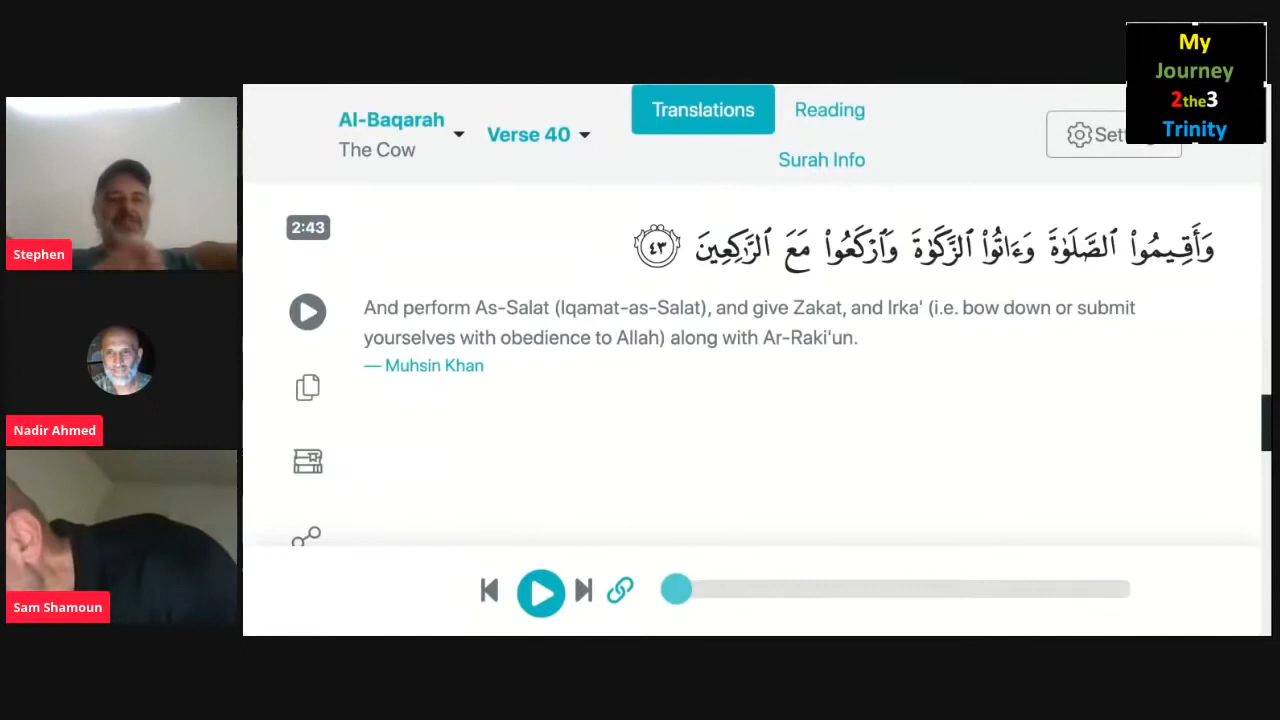 My
Journey
2the3
Trinity
Al-Baqarah
The Cow
Verse 40
Translations
Reading
Surah Info
Sett
2:43
وَأَقِيمُوا۟ ٱلصَّلَوٰةَ وَءَاتُوا۟ ٱلزَّكَوٰةَ وَٱرْكَعُوا۟ مَعَ ٱلرَّٰكِعِينَ ٤٣
And perform As-Salat (Iqamat-as-Salat), and give Zakat, and Irka' (i.e. bow down or submit
yourselves with obedience to Allah) along with Ar-Raki'un.
— Muhsin Khan
Stephen
Nadir Ahmed
Sam Shamoun